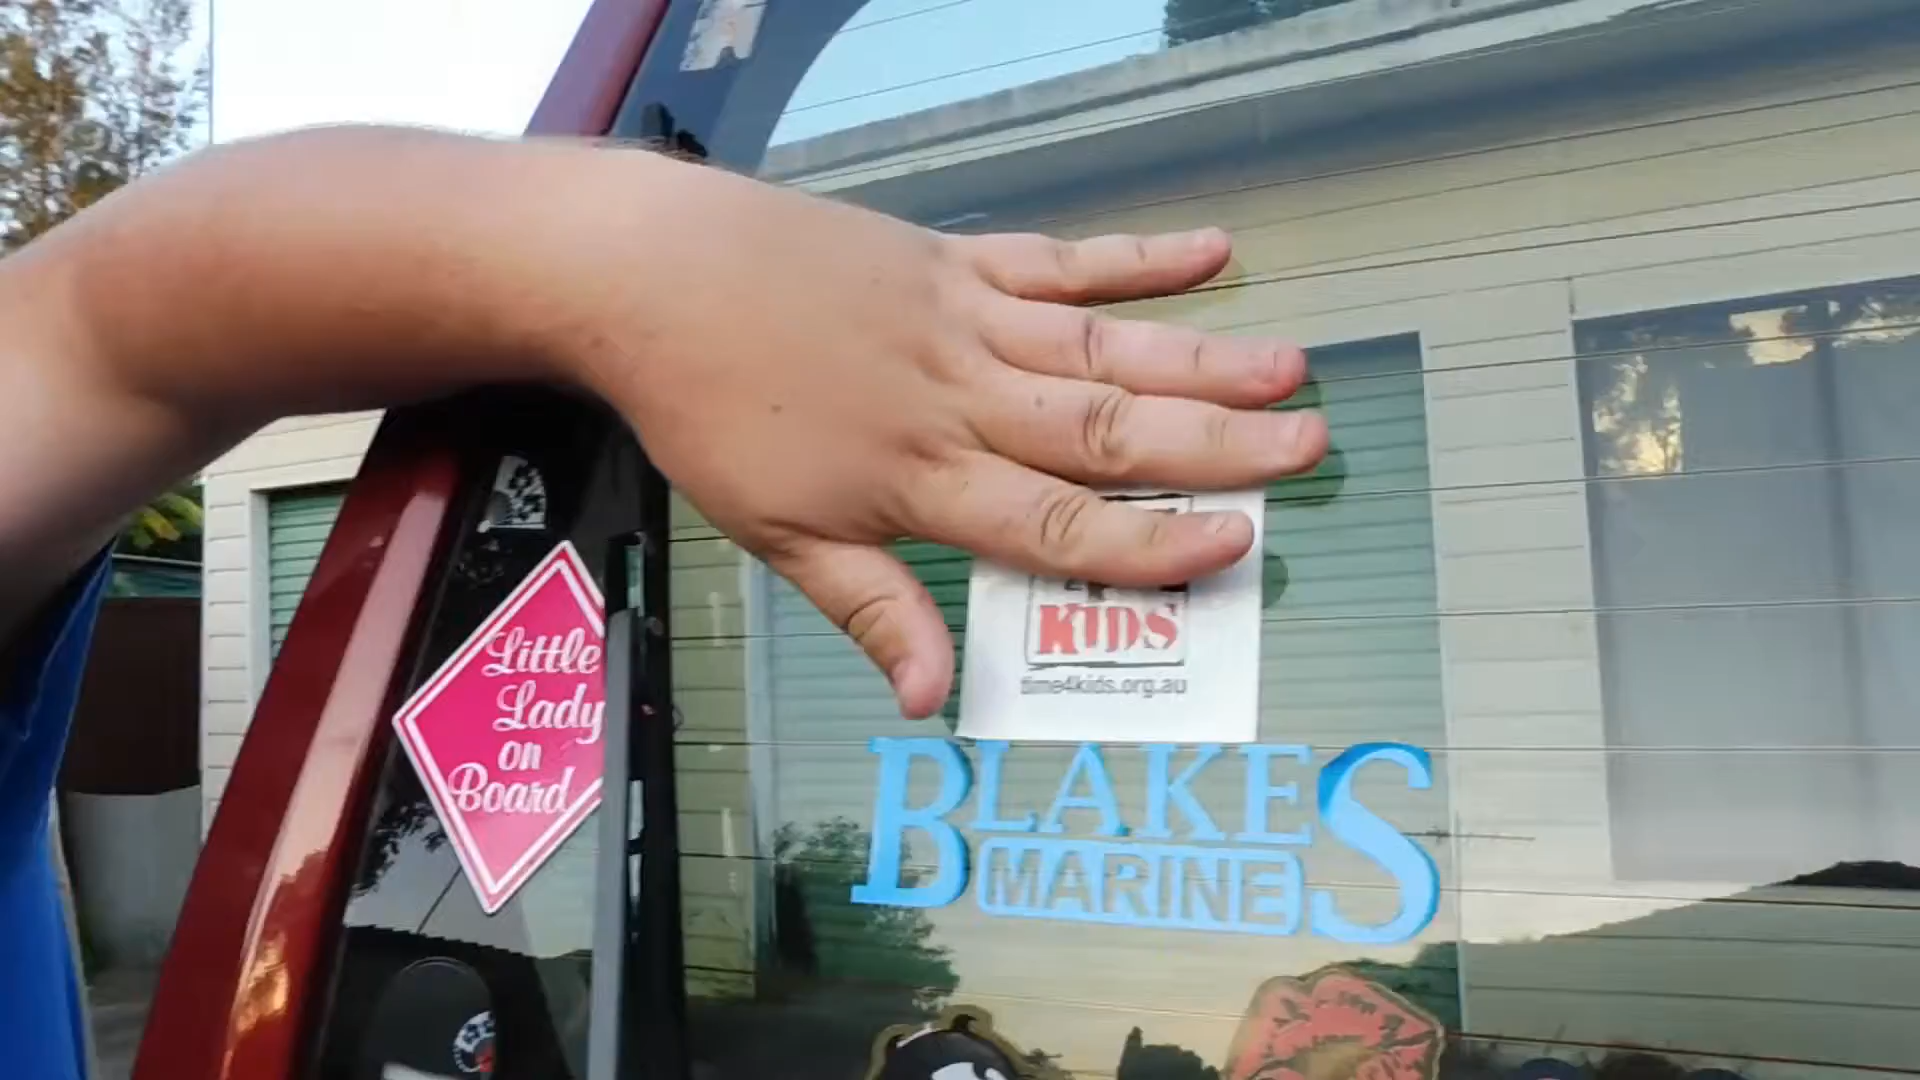 KIDS
time4kids.org.au
Little
Lady
on
Board
BLAKES
MARINE